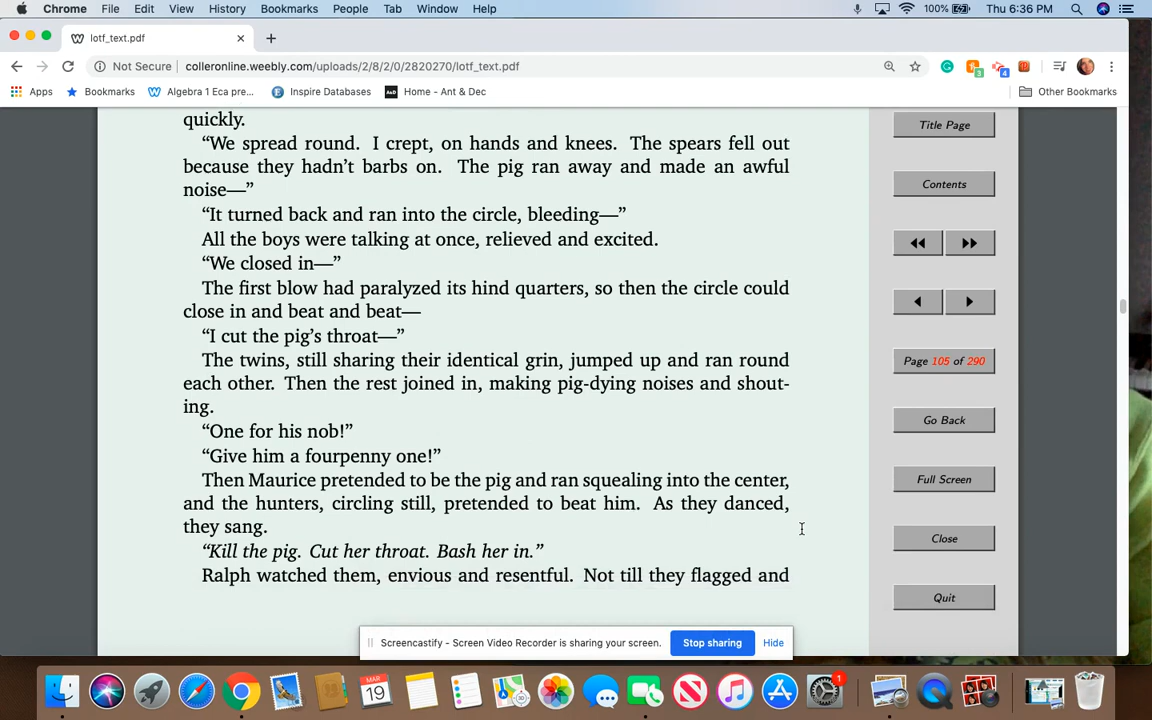 Chrome File Edit View History Bookmarks People Tab Window Help 100% Thu 6:36 PM
lotf_text.pdf
Not Secure colleronline.weebly.com/uploads/2/8/2/0/2820270/lotf_text.pdf
3
4
Apps Bookmarks Algebra 1 Eca pre... Inspire Databases A&D Home - Ant & Dec Other Bookmarks
quickly.
“We spread round. I crept, on hands and knees. The spears fell out
because they hadn’t barbs on. The pig ran away and made an awful
noise—”
“It turned back and ran into the circle, bleeding—”
All the boys were talking at once, relieved and excited.
“We closed in—”
The first blow had paralyzed its hind quarters, so then the circle could
close in and beat and beat—
“I cut the pig’s throat—”
The twins, still sharing their identical grin, jumped up and ran round
each other. Then the rest joined in, making pig-dying noises and shout-
ing.
“One for his nob!”
“Give him a fourpenny one!”
Then Maurice pretended to be the pig and ran squealing into the center,
and the hunters, circling still, pretended to beat him. As they danced,
they sang.
“Kill the pig. Cut her throat. Bash her in.”
Ralph watched them, envious and resentful. Not till they flagged and
Title Page
Contents
Page 105 of 290
Go Back
Full Screen
Close
Quit
Screencastify - Screen Video Recorder is sharing your screen. Stop sharing Hide
MAR
19
1